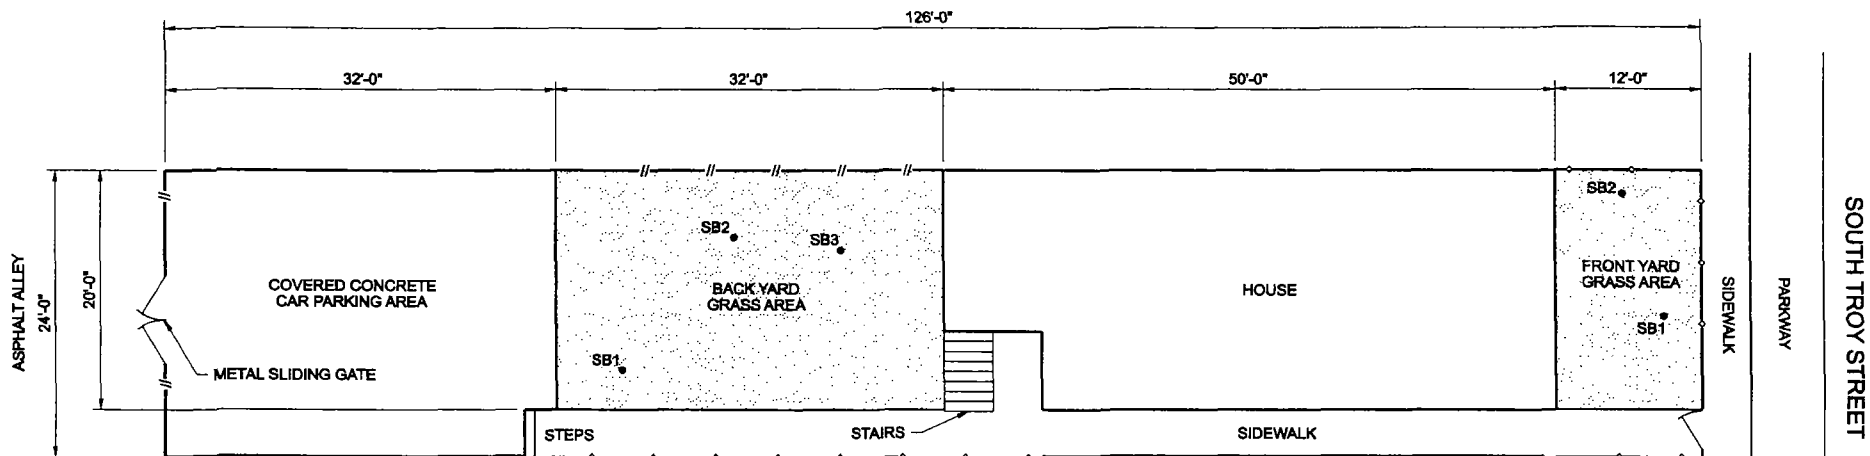 126'-0"
32'-0"
32'-0"
50'-0"
12'-0"
SB2
SB2
SB3
ASPHALT ALLEY
24'-0"
20'-0"
COVERED CONCRETE
CAR PARKING AREA
BACK YARD
GRASS AREA
HOUSE
FRONT YARD
GRASS AREA
SB1
SIDEWALK
PARKWAY
SOUTH TROY STREET
SB1
METAL SLIDING GATE
STEPS
STAIRS
SIDEWALK